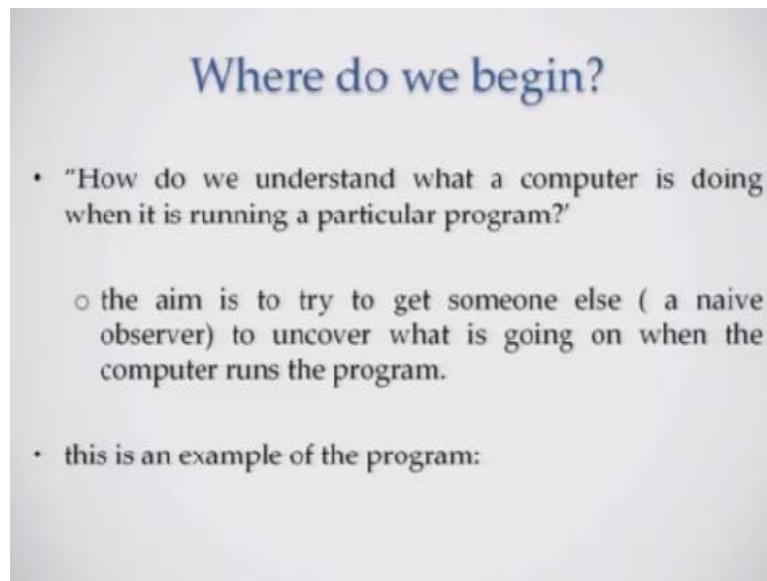 Where do we begin?
• "How do we understand what a computer is doing
when it is running a particular program?'
o the aim is to try to get someone else ( a naive
observer) to uncover what is going on when the
computer runs the program.
• this is an example of the program: